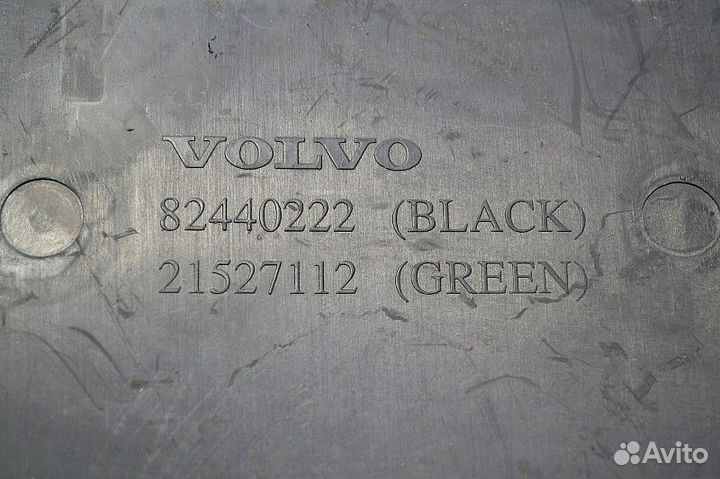 VOLVO
82440222 (BLACK)
21527112 (GREEN)
Avito